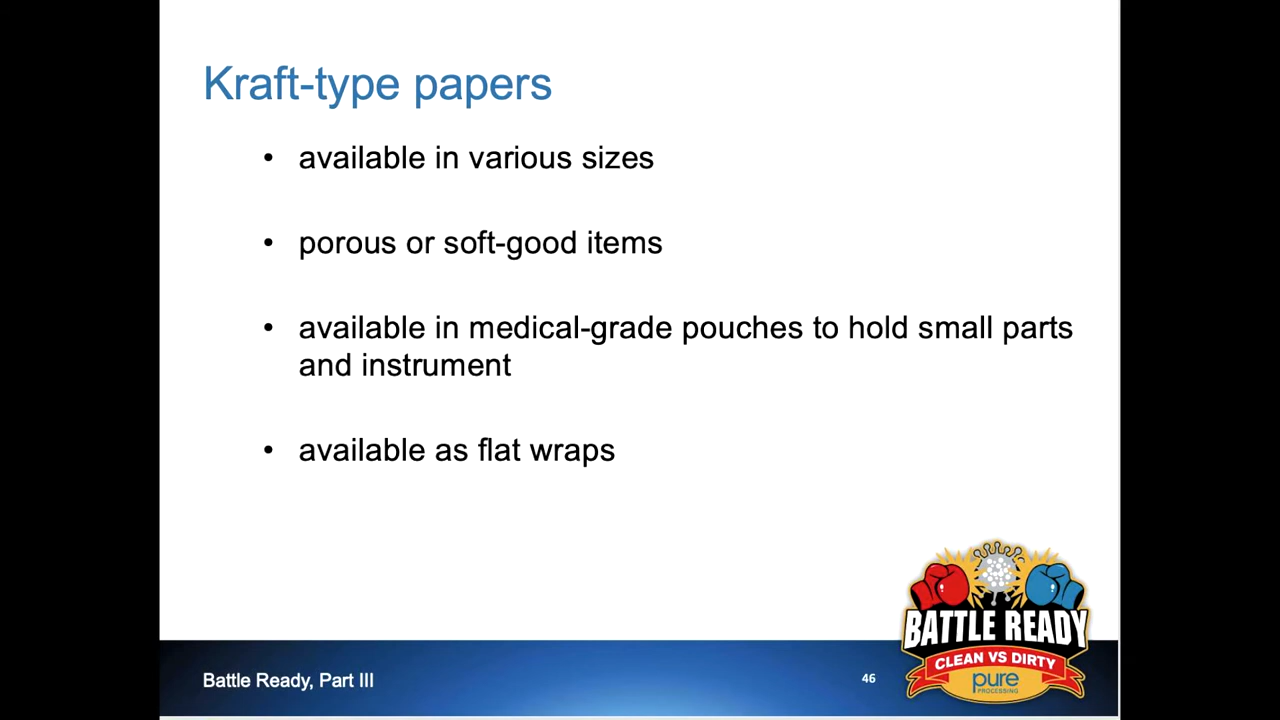 Kraft-type papers
• available in various sizes
• porous or soft-good items
• available in medical-grade pouches to hold small parts
and instrument
• available as flat wraps
BATTLE READY
CLEAN VS DIRTY
pure
PROCESSING
Battle Ready, Part III
46